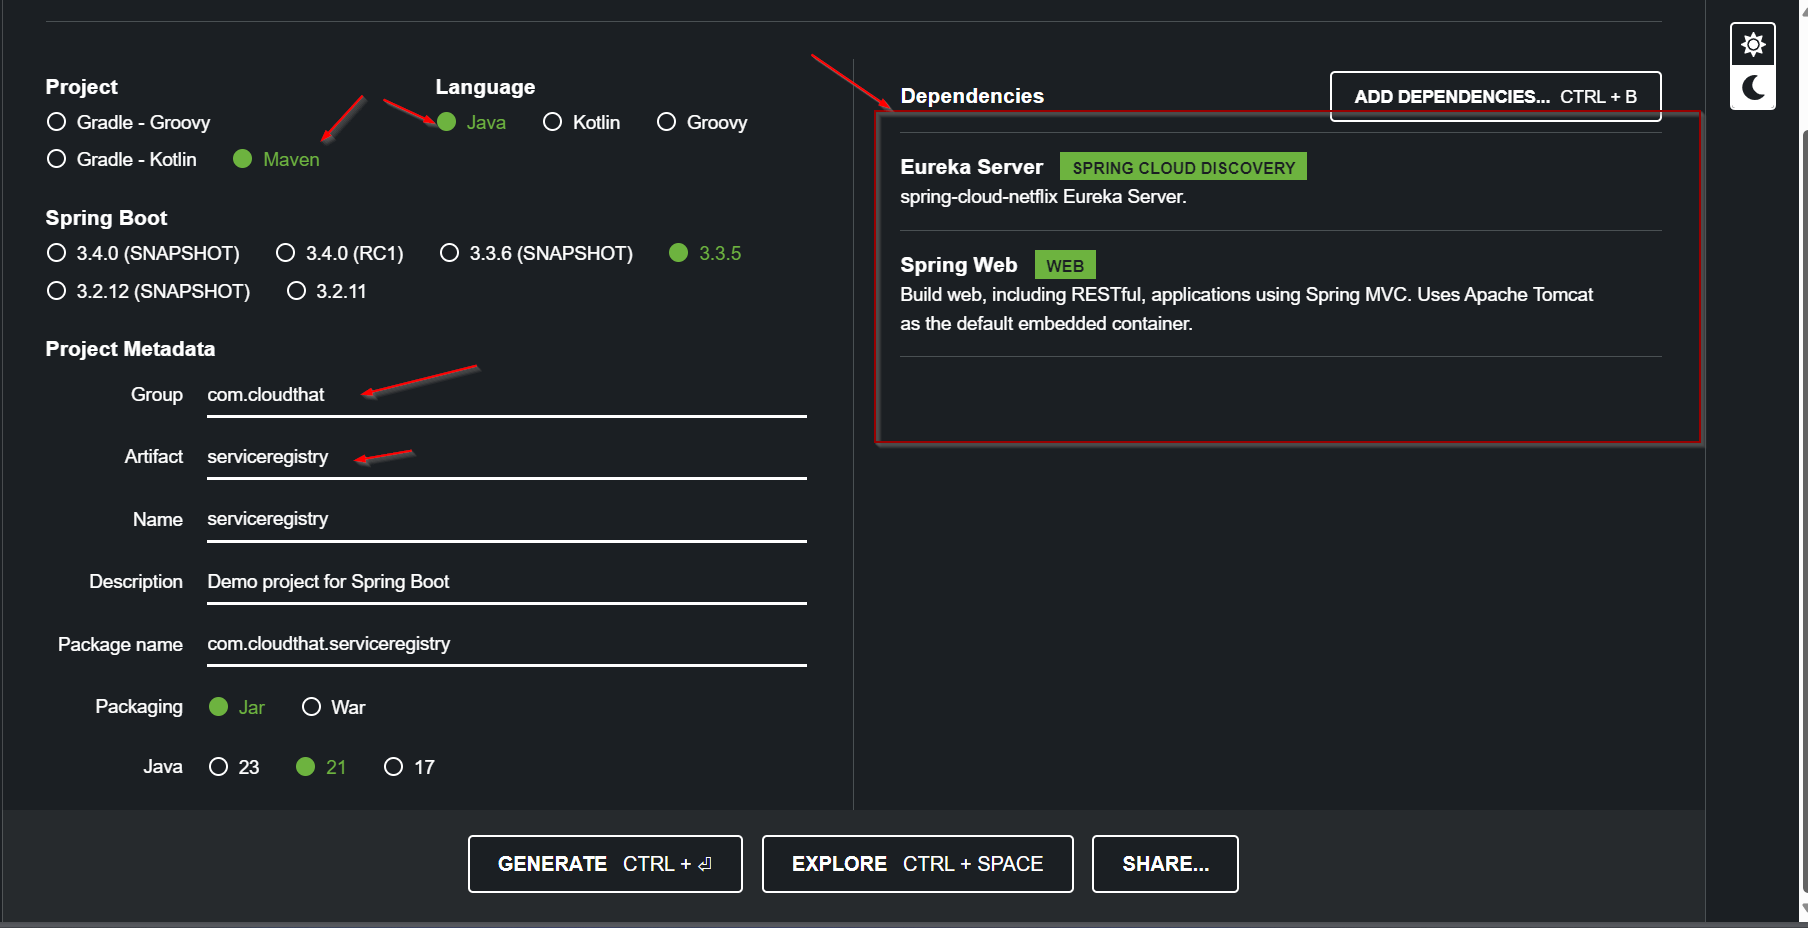 Project
Gradle - Groovy
Gradle - Kotlin Maven
Language
Java Kotlin Groovy
Spring Boot
3.4.0 (SNAPSHOT) 3.4.0 (RC1) 3.3.6 (SNAPSHOT) 3.3.5
3.2.12 (SNAPSHOT) 3.2.11
Project Metadata
Group com.cloudthat
Artifact serviceregistry
Name serviceregistry
Description Demo project for Spring Boot
Package name com.cloudthat.serviceregistry
Packaging Jar War
Java 23 21 17
Dependencies ADD DEPENDENCIES... CTRL + B
Eureka Server SPRING CLOUD DISCOVERY
spring-cloud-netflix Eureka Server.
Spring Web WEB
Build web, including RESTful, applications using Spring MVC. Uses Apache Tomcat
as the default embedded container.
GENERATE CTRL + ⏎ EXPLORE CTRL + SPACE SHARE...